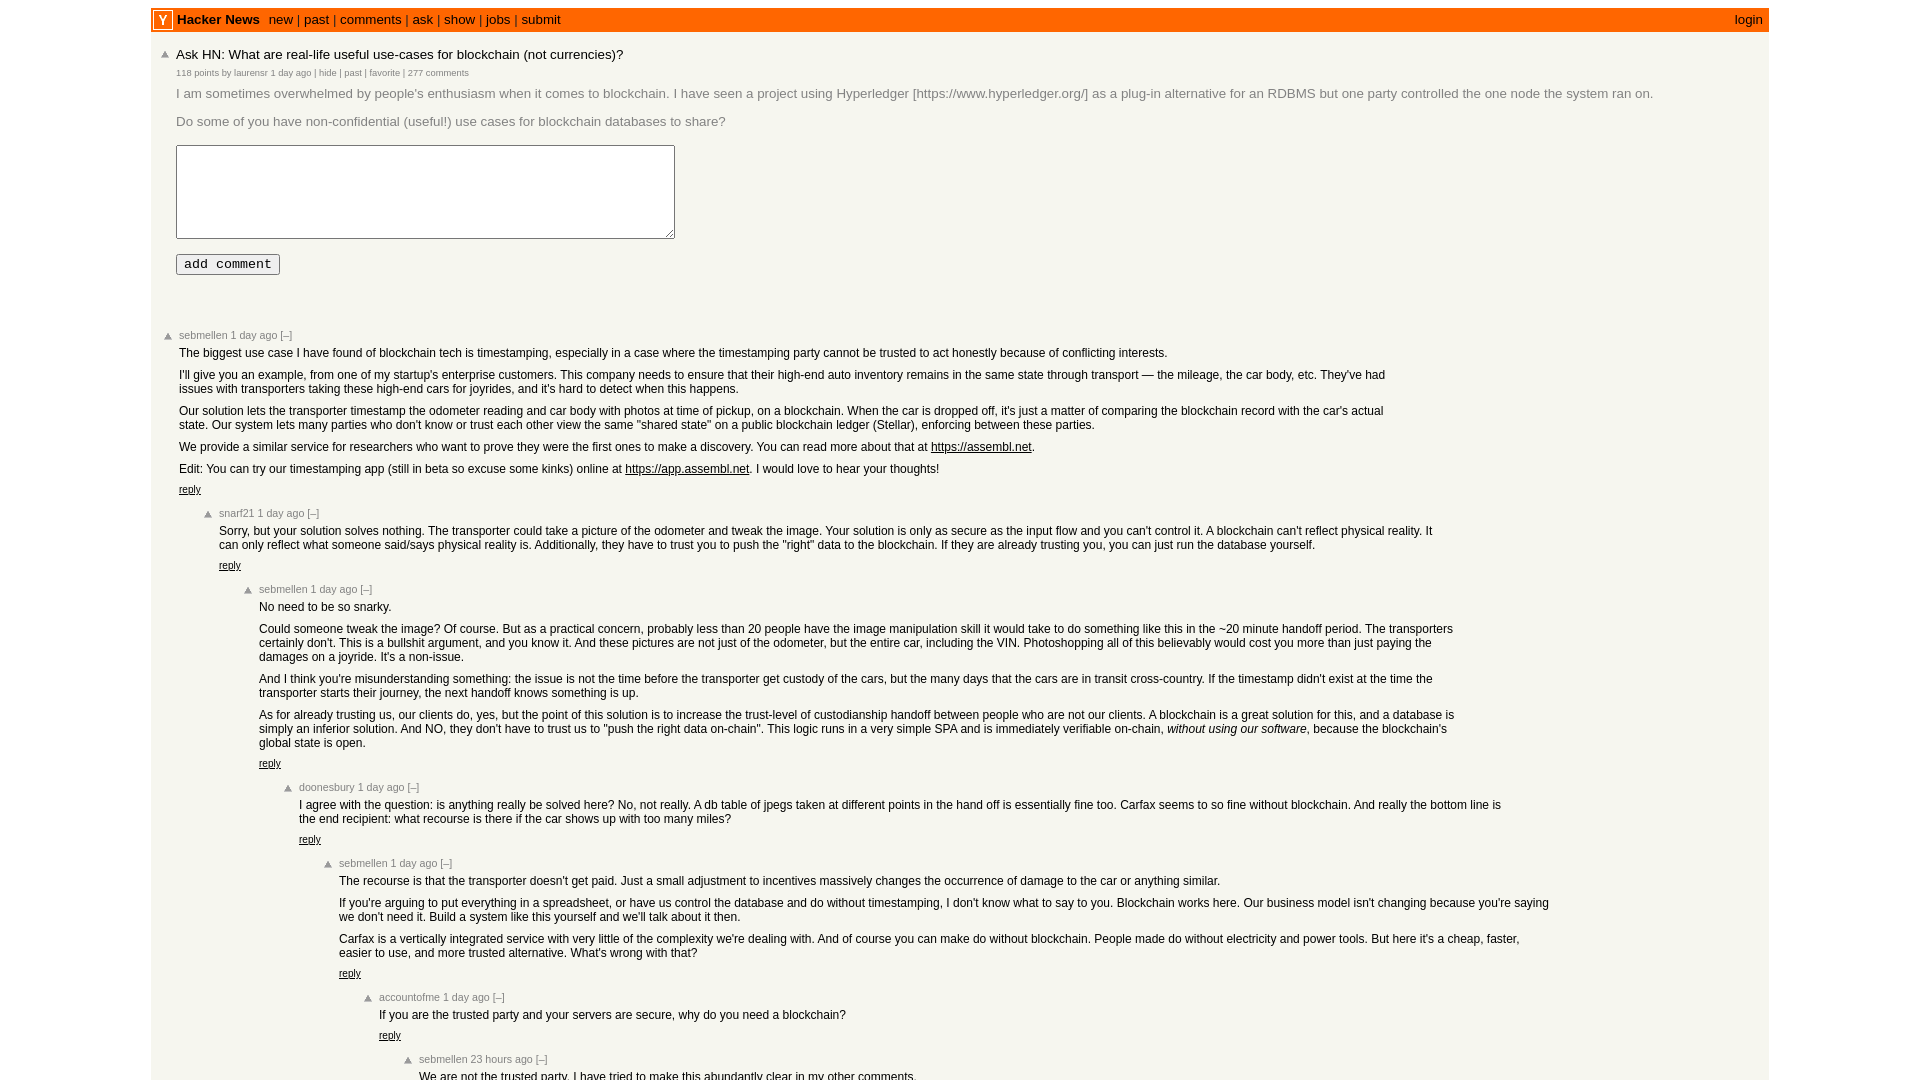 Y Hacker News new | past | comments | ask | show | jobs | submit login
Ask HN: What are real-life useful use-cases for blockchain (not currencies)?
118 points by laurensr 1 day ago | hide | past | favorite | 277 comments
I am sometimes overwhelmed by people's enthusiasm when it comes to blockchain. I have seen a project using Hyperledger [https://www.hyperledger.org/] as a plug-in alternative for an RDBMS but one party controlled the one node the system ran on.
Do some of you have non-confidential (useful!) use cases for blockchain databases to share?
add comment
sebmellen 1 day ago [–]
The biggest use case I have found of blockchain tech is timestamping, especially in a case where the timestamping party cannot be trusted to act honestly because of conflicting interests.
I'll give you an example, from one of my startup's enterprise customers. This company needs to ensure that their high-end auto inventory remains in the same state through transport — the mileage, the car body, etc. They've had
issues with transporters taking these high-end cars for joyrides, and it's hard to detect when this happens.
Our solution lets the transporter timestamp the odometer reading and car body with photos at time of pickup, on a blockchain. When the car is dropped off, it's just a matter of comparing the blockchain record with the car's actual
state. Our system lets many parties who don't know or trust each other view the same "shared state" on a public blockchain ledger (Stellar), enforcing between these parties.
We provide a similar service for researchers who want to prove they were the first ones to make a discovery. You can read more about that at https://assembl.net.
Edit: You can try our timestamping app (still in beta so excuse some kinks) online at https://app.assembl.net. I would love to hear your thoughts!
reply
snarf21 1 day ago [–]
Sorry, but your solution solves nothing. The transporter could take a picture of the odometer and tweak the image. Your solution is only as secure as the input flow and you can't control it. A blockchain can't reflect physical reality. It
can only reflect what someone said/says physical reality is. Additionally, they have to trust you to push the "right" data to the blockchain. If they are already trusting you, you can just run the database yourself.
reply
sebmellen 1 day ago [–]
No need to be so snarky.
Could someone tweak the image? Of course. But as a practical concern, probably less than 20 people have the image manipulation skill it would take to do something like this in the ~20 minute handoff period. The transporters
certainly don't. This is a bullshit argument, and you know it. And these pictures are not just of the odometer, but the entire car, including the VIN. Photoshopping all of this believably would cost you more than just paying the
damages on a joyride. It's a non-issue.
And I think you're misunderstanding something: the issue is not the time before the transporter get custody of the cars, but the many days that the cars are in transit cross-country. If the timestamp didn't exist at the time the
transporter starts their journey, the next handoff knows something is up.
As for already trusting us, our clients do, yes, but the point of this solution is to increase the trust-level of custodianship handoff between people who are not our clients. A blockchain is a great solution for this, and a database is
simply an inferior solution. And NO, they don't have to trust us to "push the right data on-chain". This logic runs in a very simple SPA and is immediately verifiable on-chain, without using our software, because the blockchain's
global state is open.
reply
doonesbury 1 day ago [–]
I agree with the question: is anything really be solved here? No, not really. A db table of jpegs taken at different points in the hand off is essentially fine too. Carfax seems to so fine without blockchain. And really the bottom line is
the end recipient: what recourse is there if the car shows up with too many miles?
reply
sebmellen 1 day ago [–]
The recourse is that the transporter doesn't get paid. Just a small adjustment to incentives massively changes the occurrence of damage to the car or anything similar.
If you're arguing to put everything in a spreadsheet, or have us control the database and do without timestamping, I don't know what to say to you. Blockchain works here. Our business model isn't changing because you're saying
we don't need it. Build a system like this yourself and we'll talk about it then.
Carfax is a vertically integrated service with very little of the complexity we're dealing with. And of course you can make do without blockchain. People made do without electricity and power tools. But here it's a cheap, faster,
easier to use, and more trusted alternative. What's wrong with that?
reply
accountofme 1 day ago [–]
If you are the trusted party and your servers are secure, why do you need a blockchain?
reply
sebmellen 23 hours ago [–]
We are not the trusted party. I have tried to make this abundantly clear in my other comments.